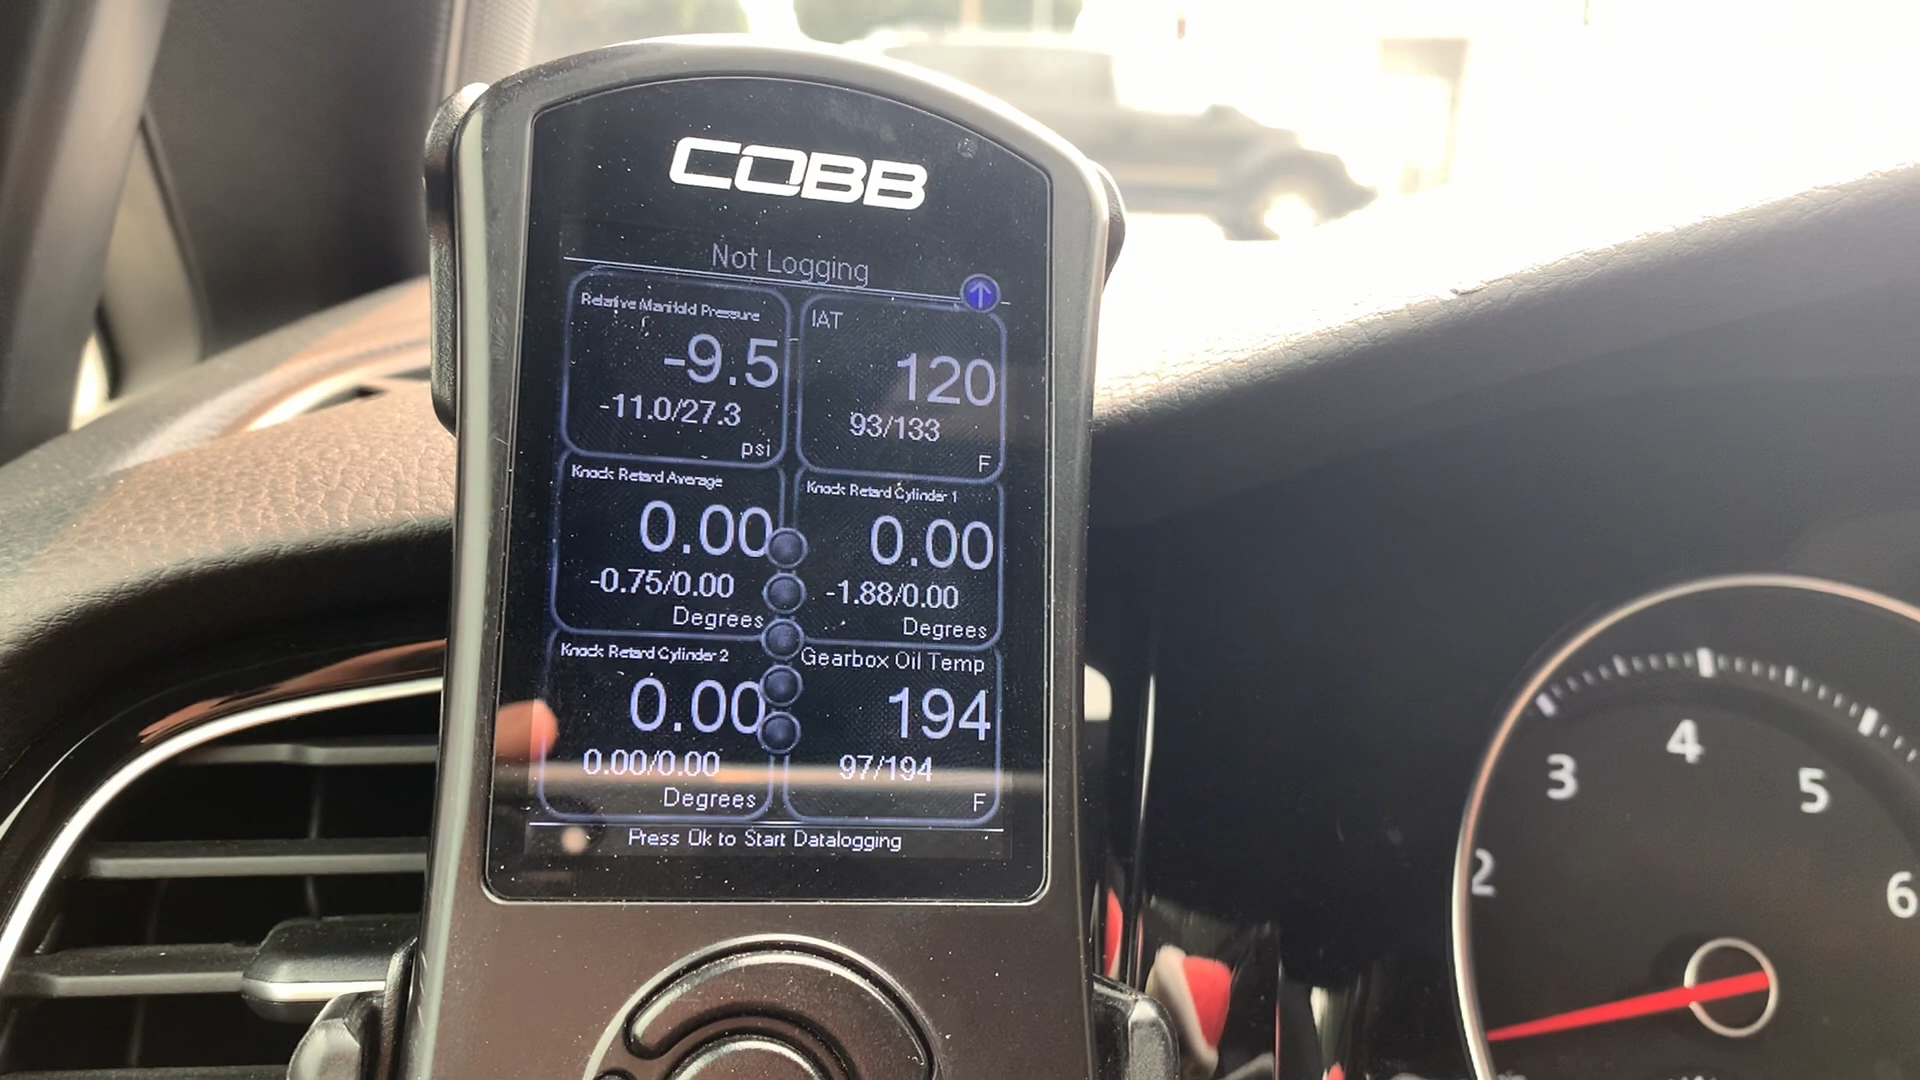 COBB
Not Logging
Relative Manifold Pressure
-9.5
-11.0/27.3
psi
IAT
120
93/133
F
Knock Retard Average
0.00
-0.75/0.00
Degrees
Knock Retard Cylinder 1
0.00
-1.88/0.00
Degrees
Knock Retard Cylinder 2
0.00
0.00/0.00
Degrees
Gearbox Oil Temp
194
97/194
F
Press Ok to Start Datalogging
2
3
4
5
6